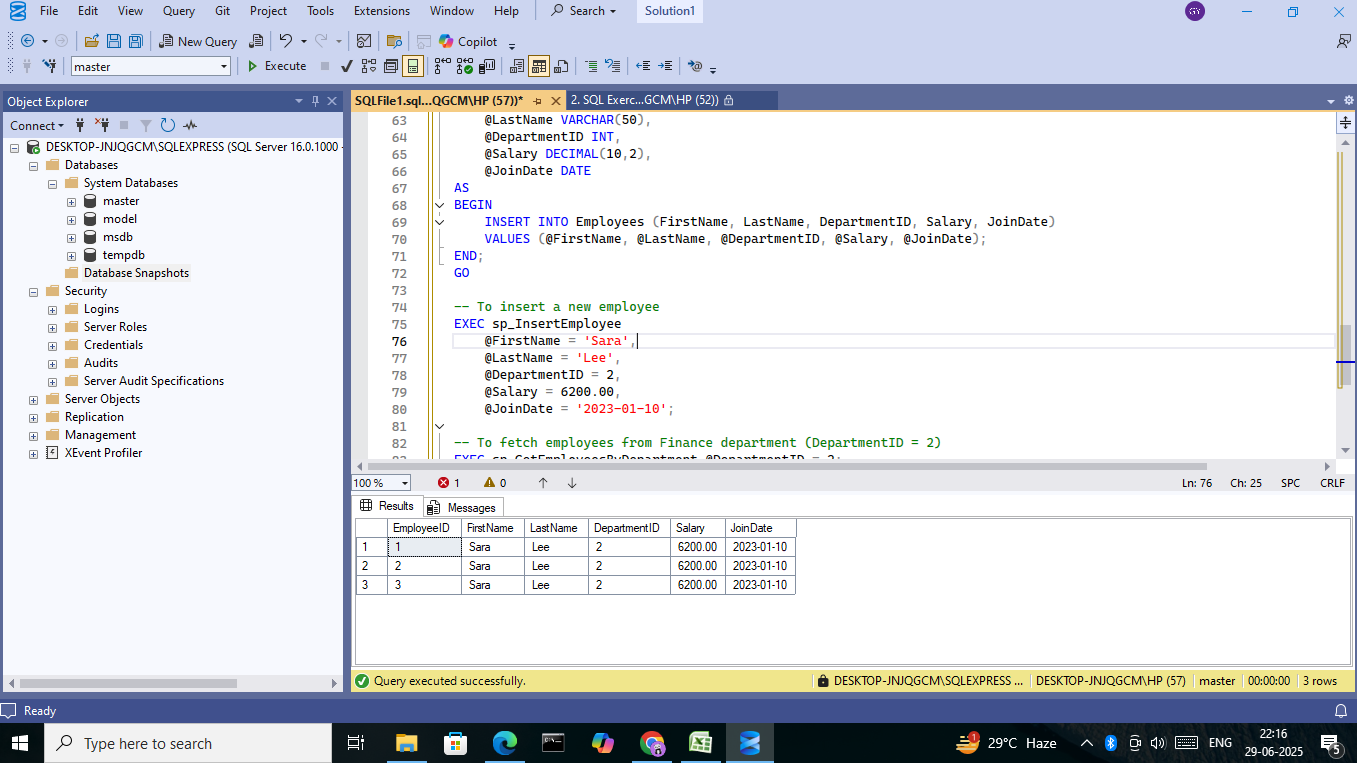 File Edit View Query Git Project Tools Extensions Window Help Search Solution1 GY
New Query Copilot
master Execute
Object Explorer
Connect
DESKTOP-JNJQGCM\SQLEXPRESS (SQL Server 16.0.1000 -
Databases
System Databases
master
model
msdb
tempdb
Database Snapshots
Security
Logins
Server Roles
Credentials
Audits
Server Audit Specifications
Server Objects
Replication
Management
XEvent Profiler
SQLFile1.sql...QGCM\HP (57))* 2. SQL Exerc...GCM\HP (52))
63 @LastName VARCHAR(50),
64 @DepartmentID INT,
65 @Salary DECIMAL(10,2),
66 @JoinDate DATE
67 AS
68 BEGIN
69 INSERT INTO Employees (FirstName, LastName, DepartmentID, Salary, JoinDate)
70 VALUES (@FirstName, @LastName, @DepartmentID, @Salary, @JoinDate);
71 END;
72 GO
73
74 -- To insert a new employee
75 EXEC sp_InsertEmployee
76 @FirstName = 'Sara',
77 @LastName = 'Lee',
78 @DepartmentID = 2,
79 @Salary = 6200.00,
80 @JoinDate = '2023-01-10';
81
82 -- To fetch employees from Finance department (DepartmentID = 2)
EXEC sp_GetEmployeesByDepartment @DepartmentID = 2;
100 % 1 0 Ln: 76 Ch: 25 SPC CRLF
Results Messages
EmployeeID FirstName LastName DepartmentID Salary JoinDate
1 1 Sara Lee 2 6200.00 2023-01-10
2 2 Sara Lee 2 6200.00 2023-01-10
3 3 Sara Lee 2 6200.00 2023-01-10
Query executed successfully. DESKTOP-JNJQGCM\SQLEXPRESS ... DESKTOP-JNJQGCM\HP (57) master 00:00:00 3 rows
Ready
Type here to search 1 29°C Haze ENG 22:16 29-06-2025 5